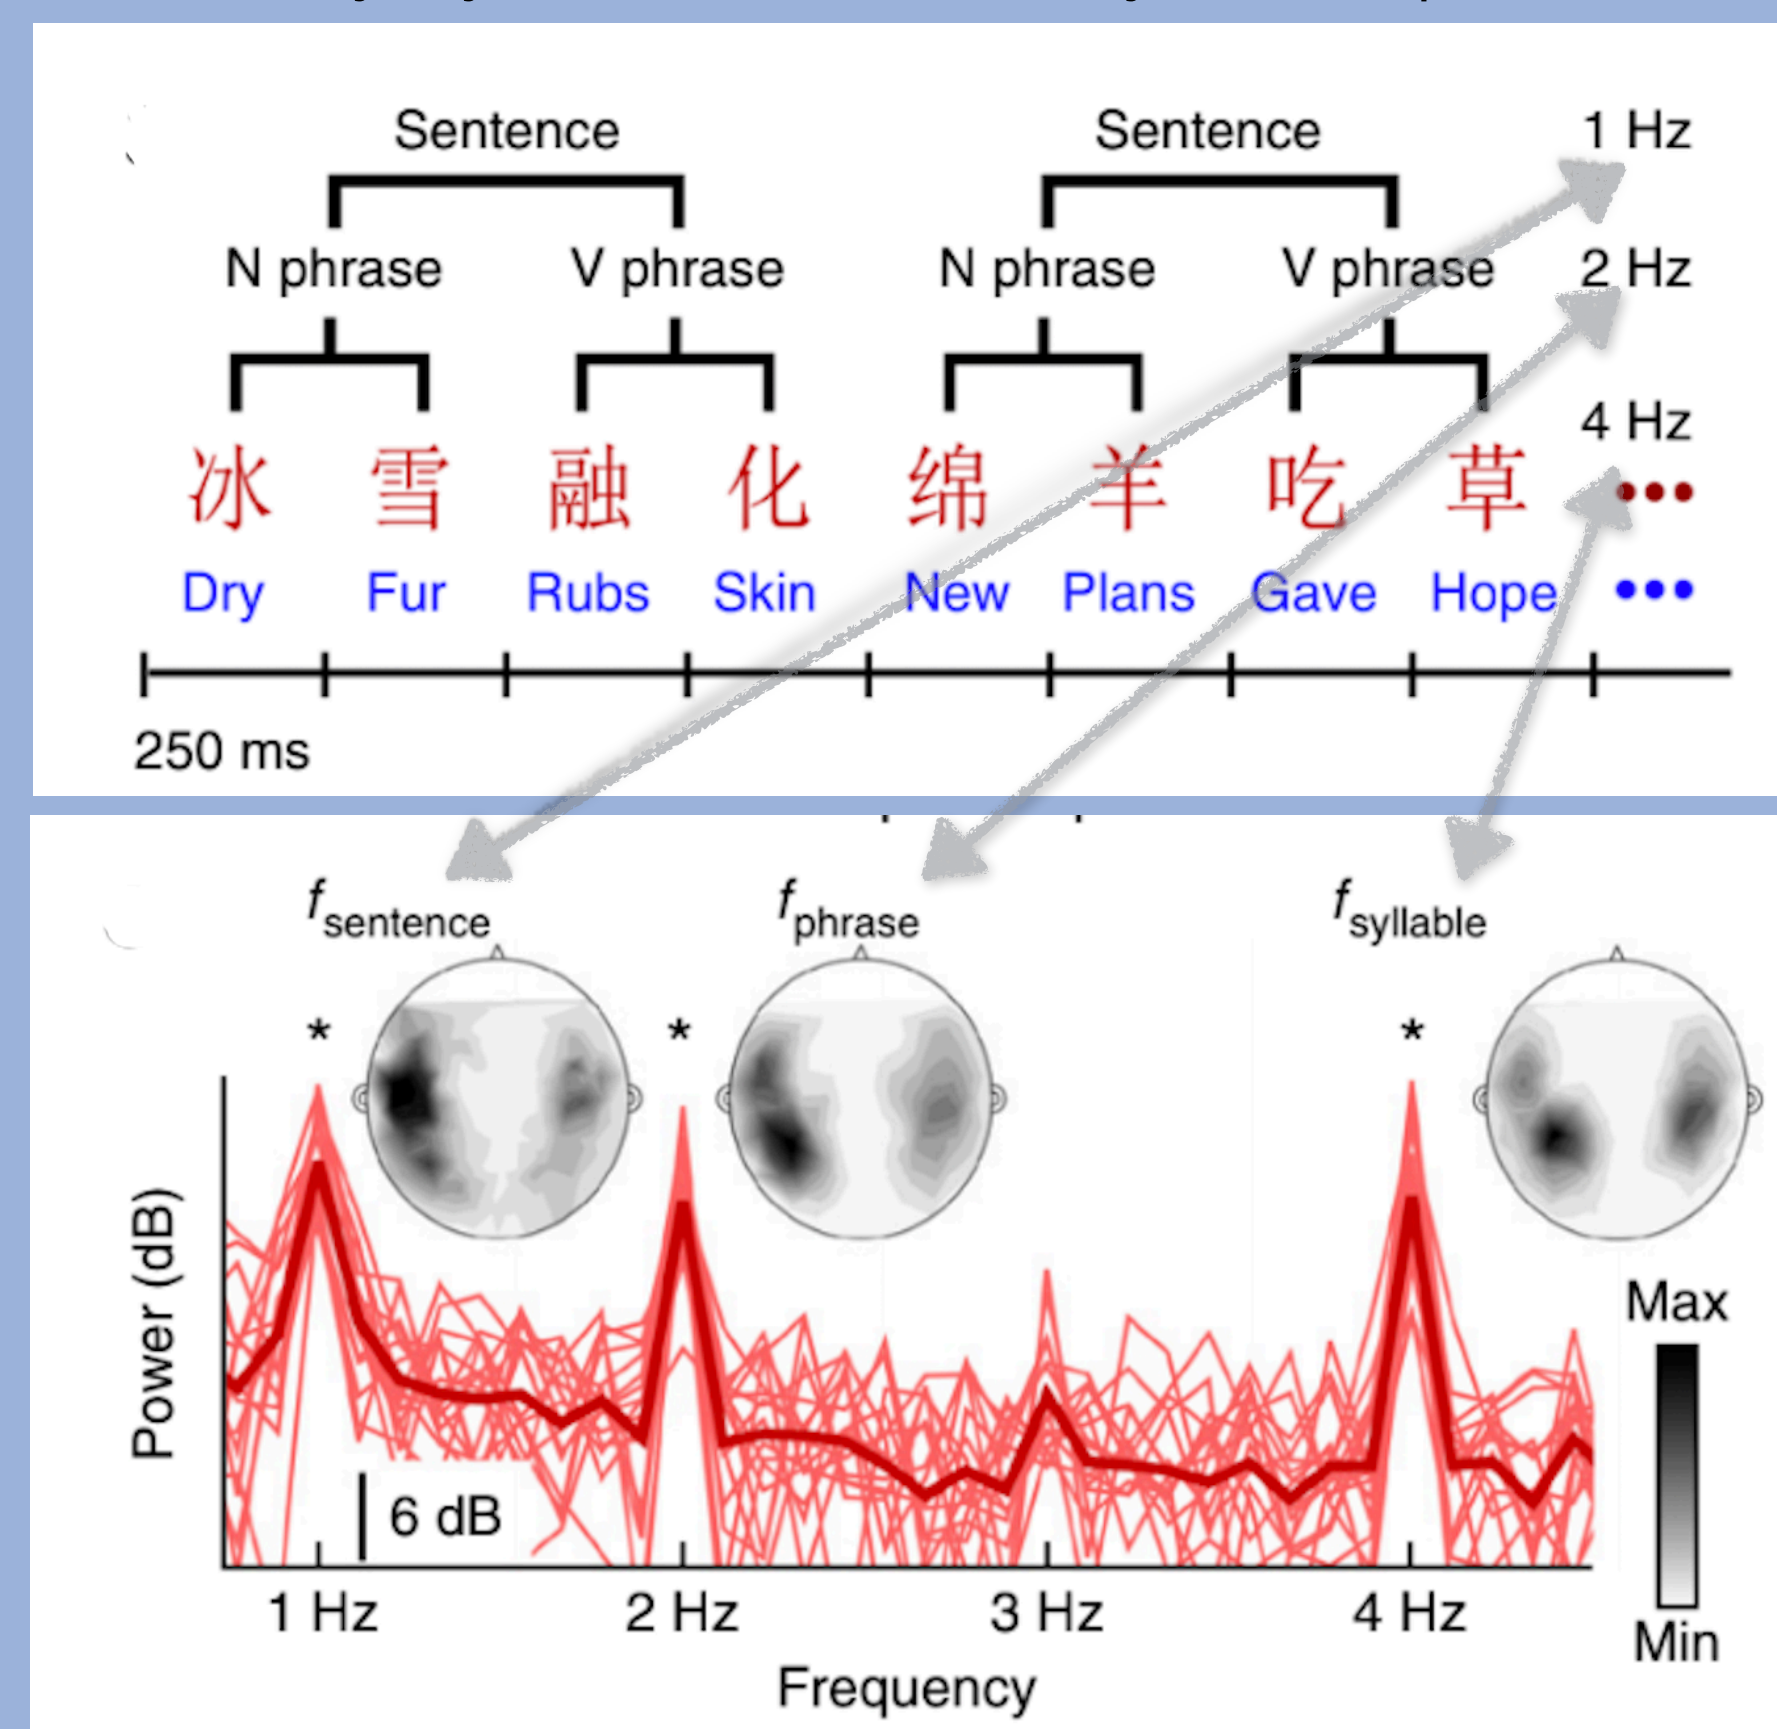 Sentence Sentence 1 Hz
N phrase V phrase N phrase V phrase 2 Hz
4 Hz
冰 雪 融 化 绵 羊 吃 草 •••
Dry Fur Rubs Skin New Plans Gave Hope •••
250 ms
fsentence fphrase fsyllable
* * *
Power (dB)
6 dB
Max
Min
1 Hz 2 Hz 3 Hz 4 Hz
Frequency